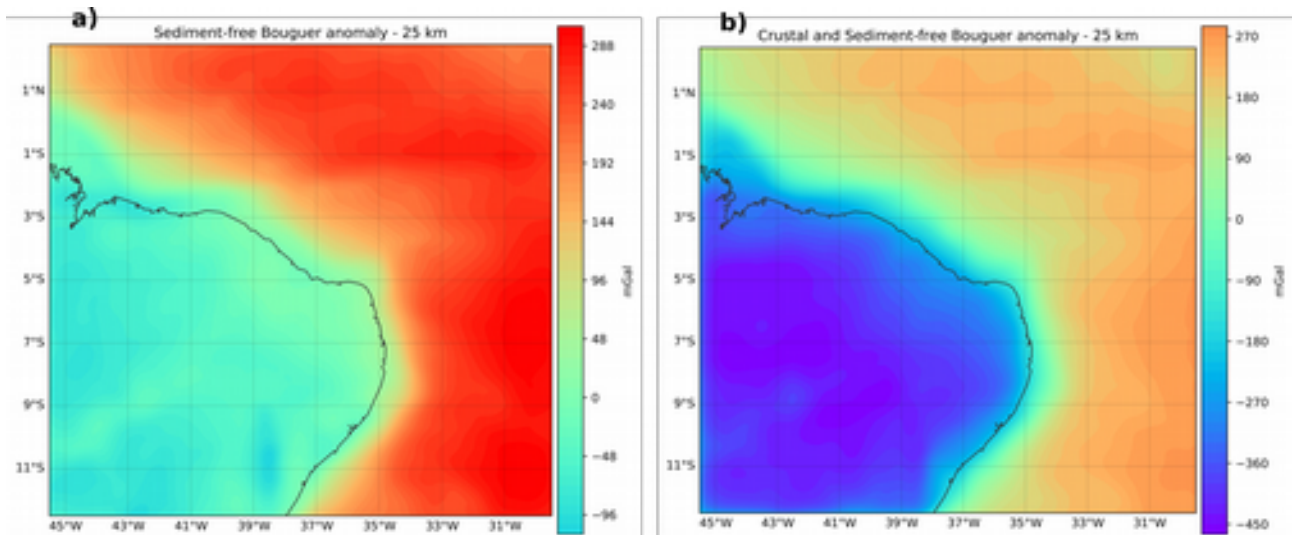 a)
Sediment-free Bouguer anomaly - 25 km
1°N
1°S
3°S
5°S
7°S
9°S
11°S
45°W 43°W 41°W 39°W 37°W 35°W 33°W 31°W
288
240
192
144
96
48
0
−48
−96
mGal
b)
Crustal and Sediment-free Bouguer anomaly - 25 km
1°N
1°S
3°S
5°S
7°S
9°S
11°S
45°W 43°W 41°W 39°W 37°W 35°W 33°W 31°W
270
180
90
0
−90
−180
−270
−360
−450
mGal